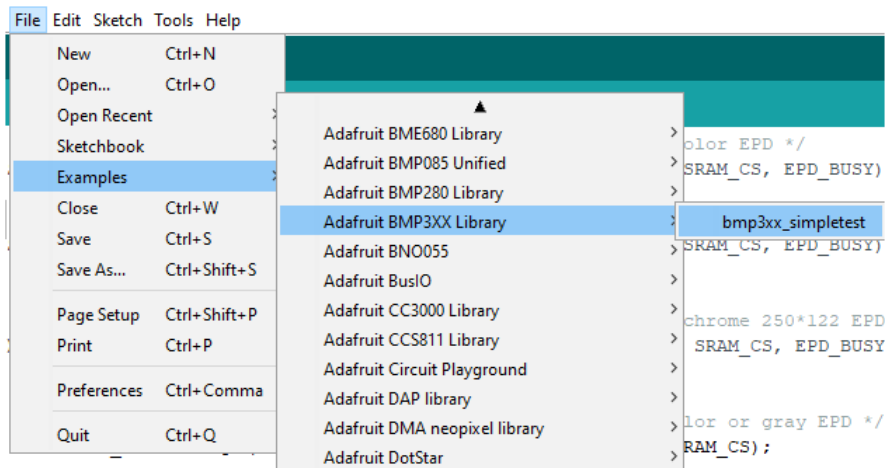 File Edit Sketch Tools Help
New Ctrl+N
Open... Ctrl+O
Open Recent
Sketchbook
Examples
Close Ctrl+W
Save Ctrl+S
Save As... Ctrl+Shift+S
Page Setup Ctrl+Shift+P
Print Ctrl+P
Preferences Ctrl+Comma
Quit Ctrl+Q
Adafruit BME680 Library
Adafruit BMP085 Unified
Adafruit BMP280 Library
Adafruit BMP3XX Library
Adafruit BNO055
Adafruit BusIO
Adafruit CC3000 Library
Adafruit CCS811 Library
Adafruit Circuit Playground
Adafruit DAP library
Adafruit DMA neopixel library
Adafruit DotStar
bmp3xx_simpletest
olor EPD */
SRAM_CS, EPD_BUSY)
SRAM_CS, EPD_BUSY)
chrome 250*122 EPD
SRAM_CS, EPD_BUSY
lor or gray EPD */
RAM_CS);